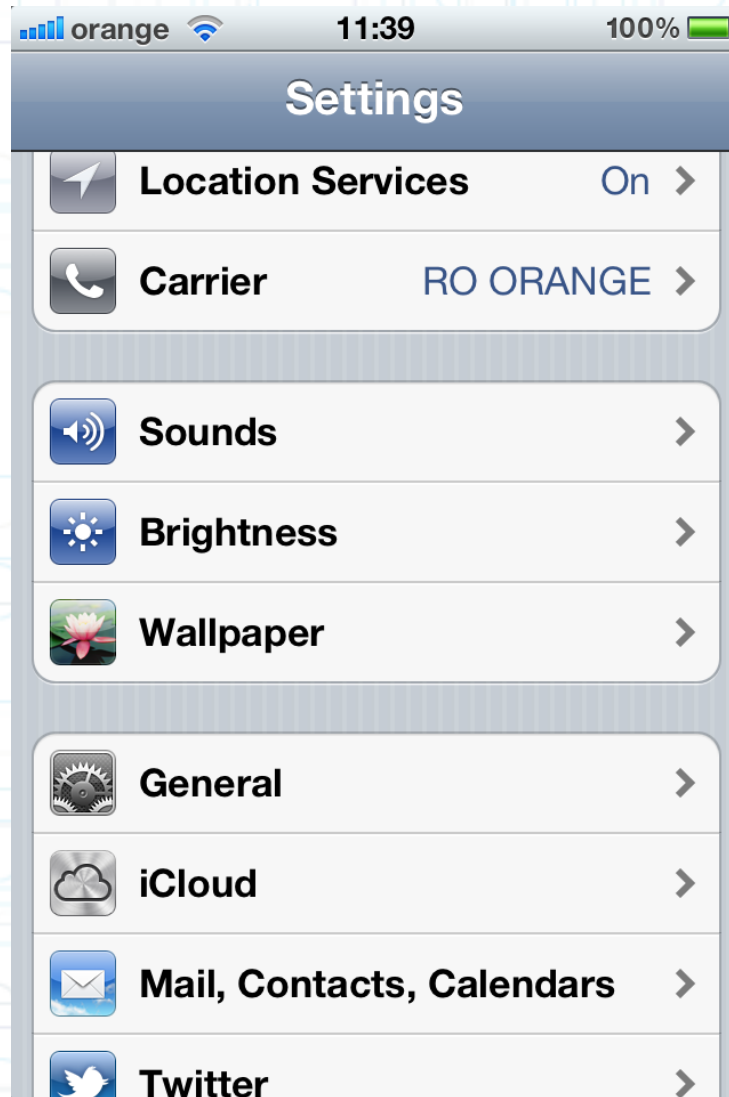 orange 11:39 100%
Settings
Location Services On
Carrier RO ORANGE
Sounds
Brightness
Wallpaper
General
iCloud
Mail, Contacts, Calendars
Twitter